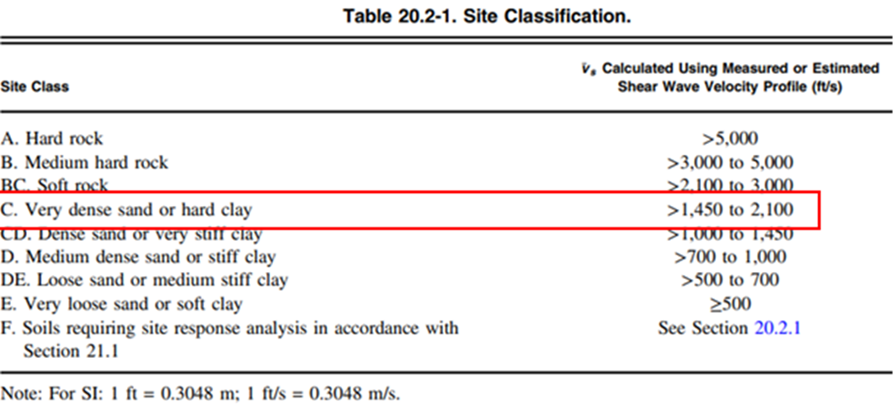 Table 20.2-1. Site Classification.
Site Class
v̄s Calculated Using Measured or Estimated
Shear Wave Velocity Profile (ft/s)
A. Hard rock >5,000
B. Medium hard rock >3,000 to 5,000
BC. Soft rock >2,100 to 3,000
C. Very dense sand or hard clay >1,450 to 2,100
CD. Dense sand or very stiff clay >1,000 to 1,450
D. Medium dense sand or stiff clay >700 to 1,000
DE. Loose sand or medium stiff clay >500 to 700
E. Very loose sand or soft clay ≥500
F. Soils requiring site response analysis in accordance with See Section 20.2.1
Section 21.1
Note: For SI: 1 ft = 0.3048 m; 1 ft/s = 0.3048 m/s.